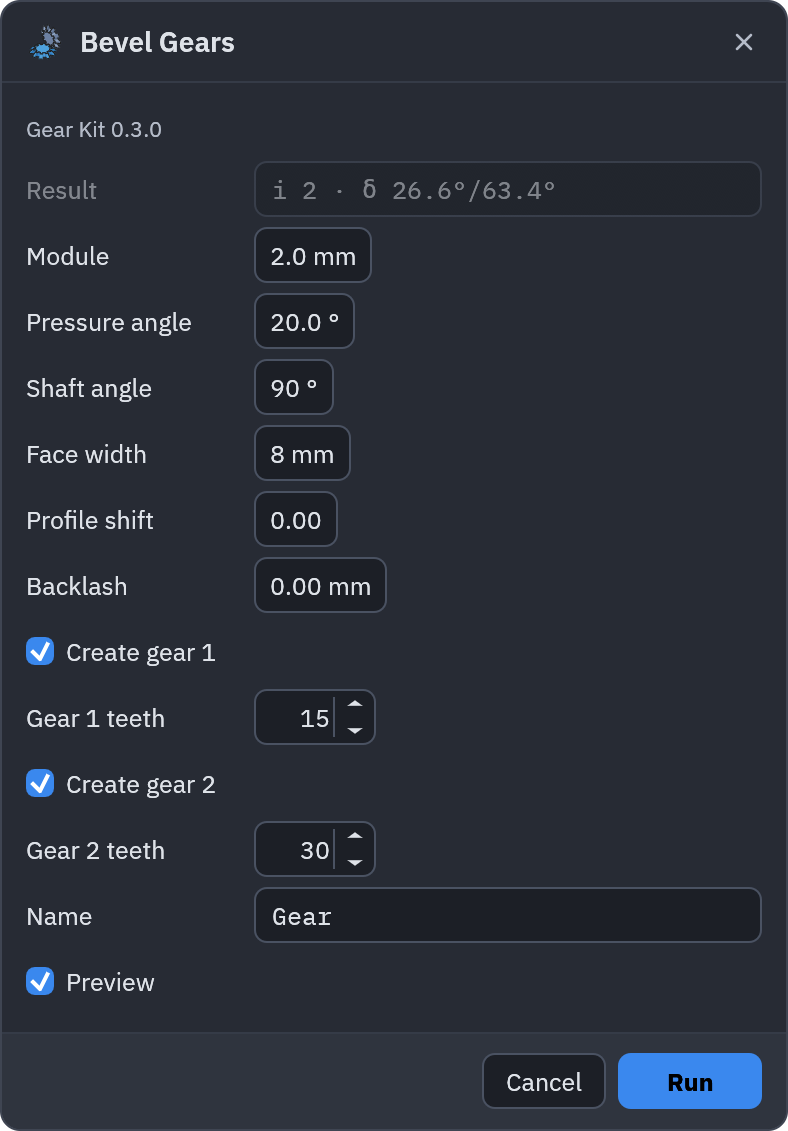 Bevel Gears
Gear Kit 0.3.0
Result i 2 · δ 26.6°/63.4°
Module 2.0 mm
Pressure angle 20.0 °
Shaft angle 90 °
Face width 8 mm
Profile shift 0.00
Backlash 0.00 mm
Create gear 1
Gear 1 teeth 15
Create gear 2
Gear 2 teeth 30
Name Gear
Preview
Cancel Run